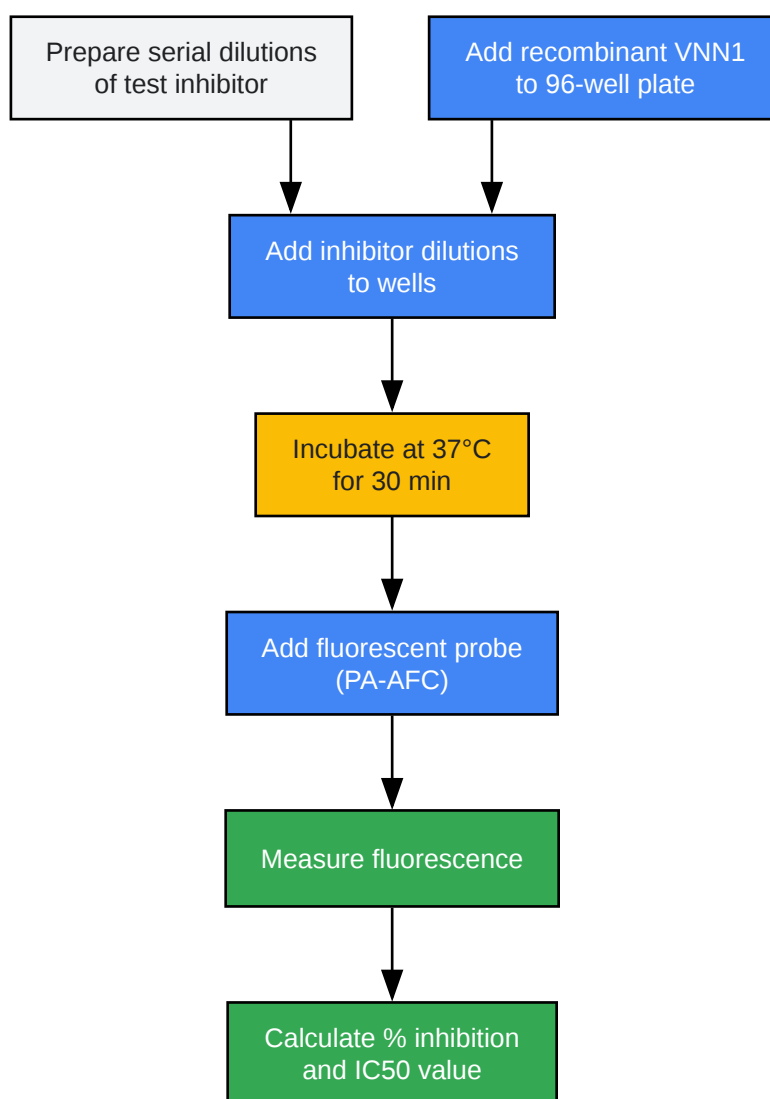 Prepare serial dilutions
of test inhibitor
Add recombinant VNN1
to 96-well plate
Add inhibitor dilutions
to wells
Incubate at 37°C
for 30 min
Add fluorescent probe
(PA-AFC)
Measure fluorescence
Calculate % inhibition
and IC50 value